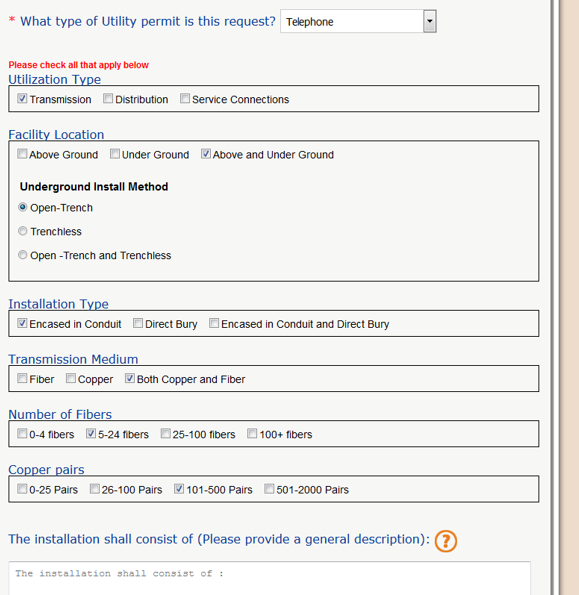 * What type of Utility permit is this request? Telephone
Please check all that apply below
Utilization Type
Transmission Distribution Service Connections
Facility Location
Above Ground Under Ground Above and Under Ground
Underground Install Method
Open-Trench
Trenchless
Open -Trench and Trenchless
Installation Type
Encased in Conduit Direct Bury Encased in Conduit and Direct Bury
Transmission Medium
Fiber Copper Both Copper and Fiber
Number of Fibers
0-4 fibers 5-24 fibers 25-100 fibers 100+ fibers
Copper pairs
0-25 Pairs 26-100 Pairs 101-500 Pairs 501-2000 Pairs
The installation shall consist of (Please provide a general description): ?
The installation shall consist of :